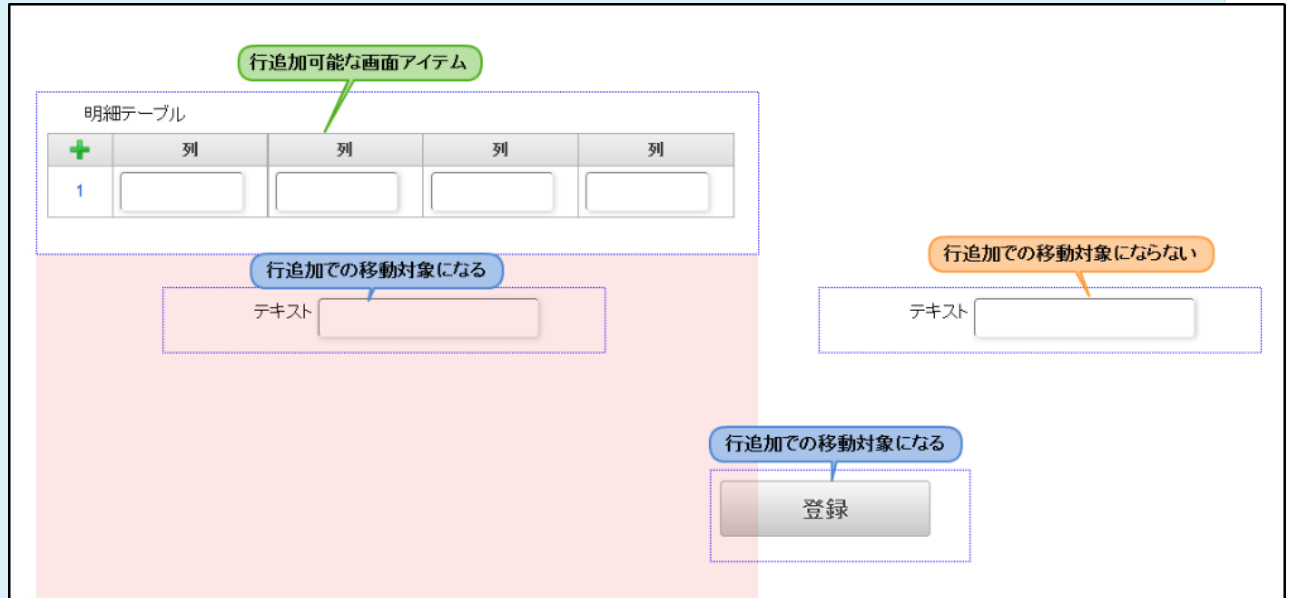 行追加可能な画面アイテム
明細テーブル
列 列 列 列
1
行追加での移動対象になる
行追加での移動対象にならない
テキスト
テキスト
行追加での移動対象になる
登録